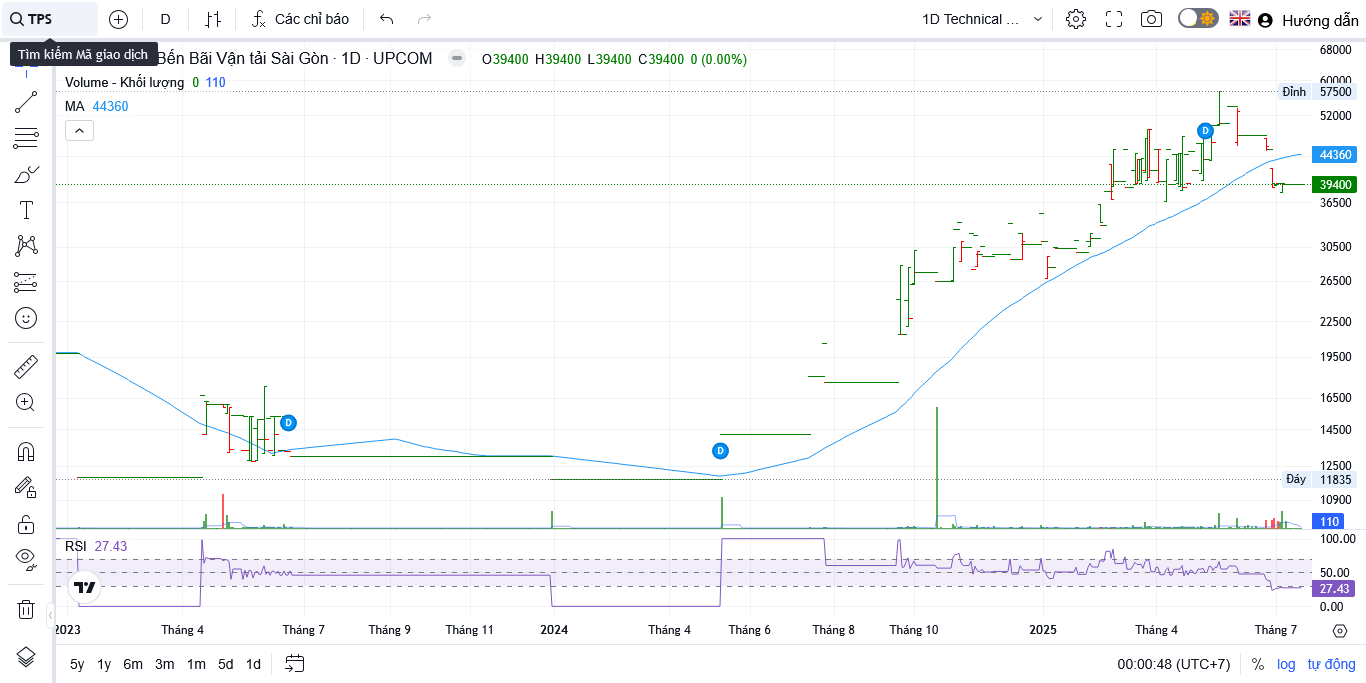 TPS
D
Các chỉ báo
1D Technical ...
Hướng dẫn
Tìm kiếm Mã giao dịch
Bến Bãi Vận tải Sài Gòn · 1D · UPCOM
O39400 H39400 L39400 C39400 0 (0.00%)
Volume - Khối lượng 0 110
MA 44360
68000
60000
Đỉnh 57500
52000
44360
39400
36500
30500
26500
22500
19500
16500
14500
12500
Đáy 11835
10900
110
D
D
D
RSI 27.43
100.00
50.00
27.43
0.00
2023 Tháng 4 Tháng 7 Tháng 9 Tháng 11 2024 Tháng 4 Tháng 6 Tháng 8 Tháng 10 2025 Tháng 4 Tháng 7
5y 1y 6m 3m 1m 5d 1d
00:00:48 (UTC+7) % log tự động